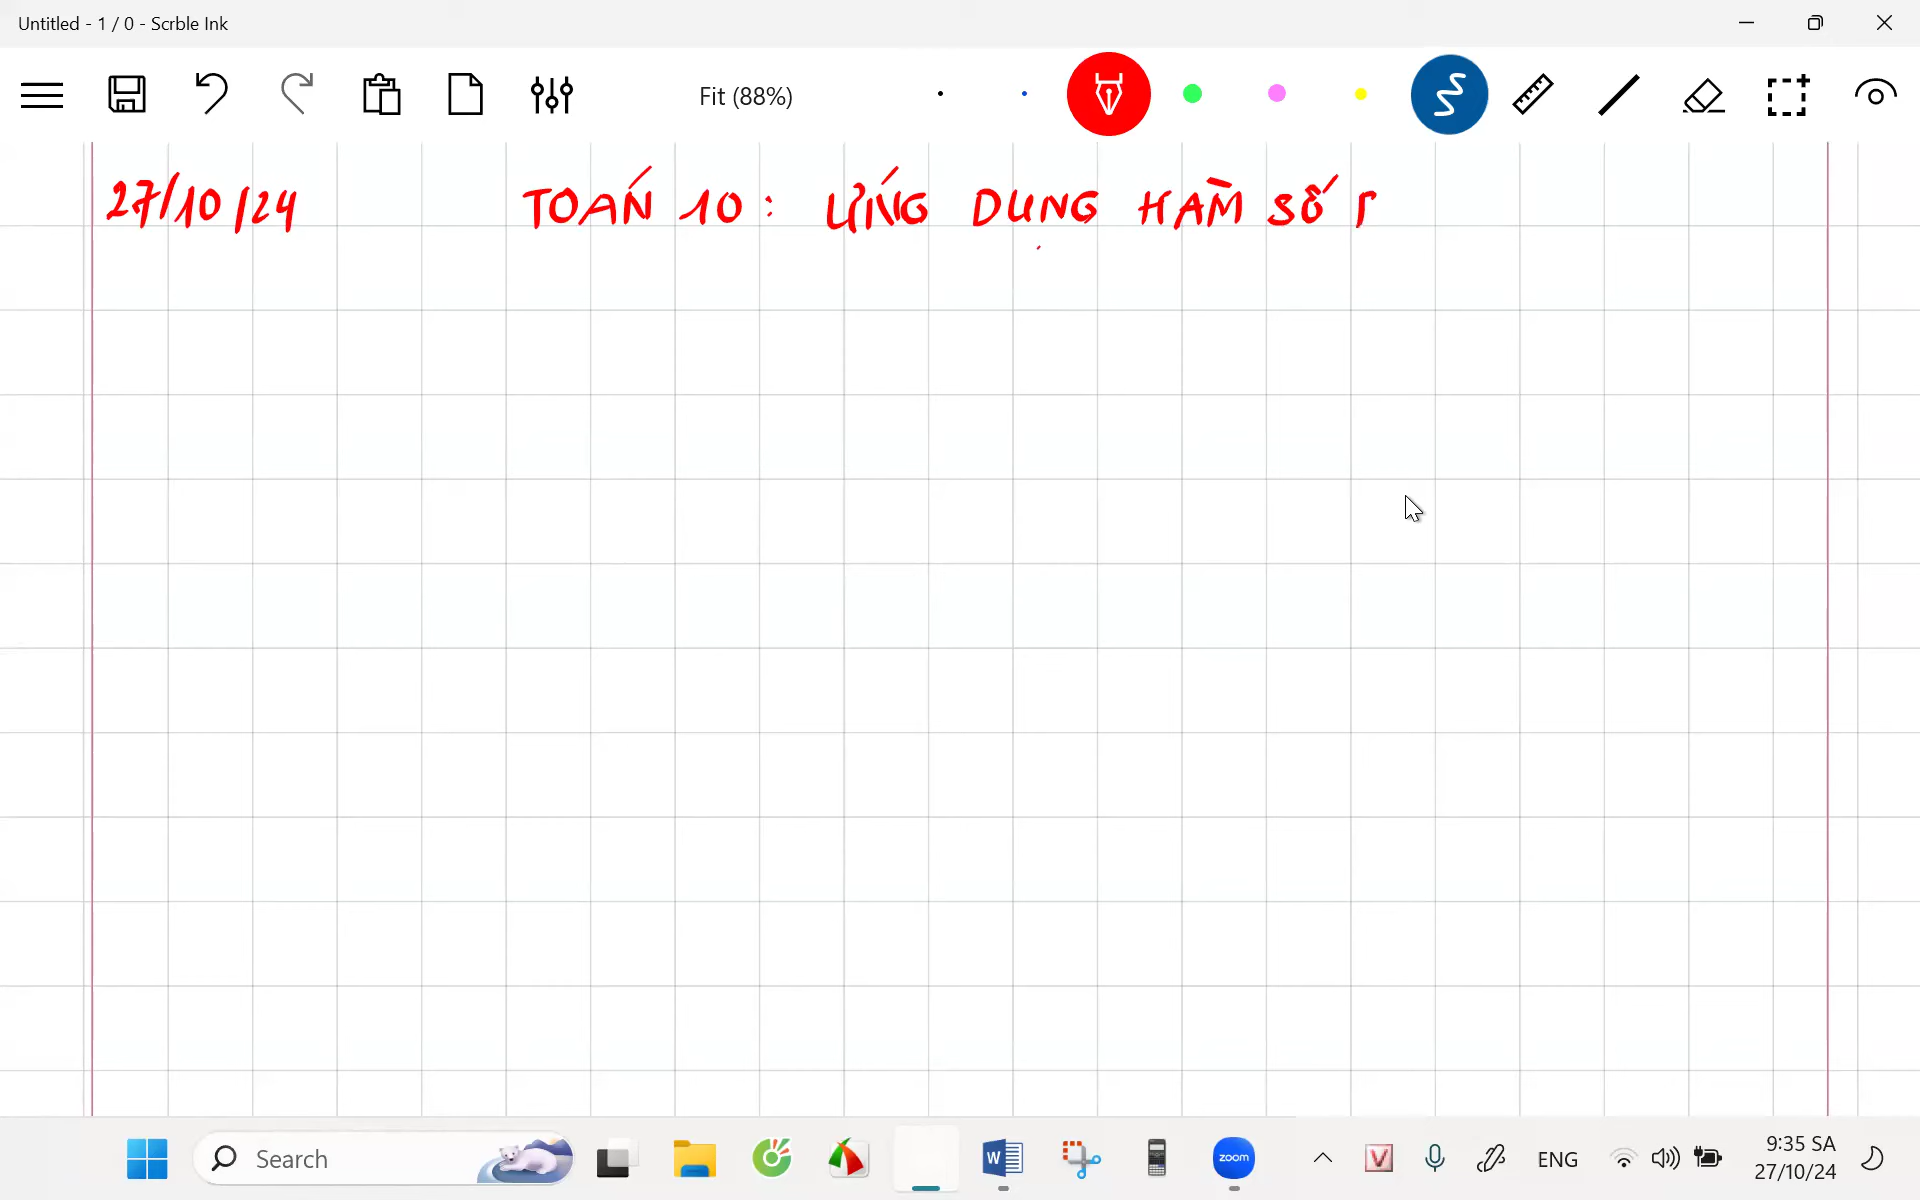 Untitled - 1 / 0 - Scrble Ink
Fit (88%)
27/10/24 TOÁN 10: ỨNG DỤNG HÀM SỐ
Search
W
zoom
V
ENG
9:35 SA
27/10/24